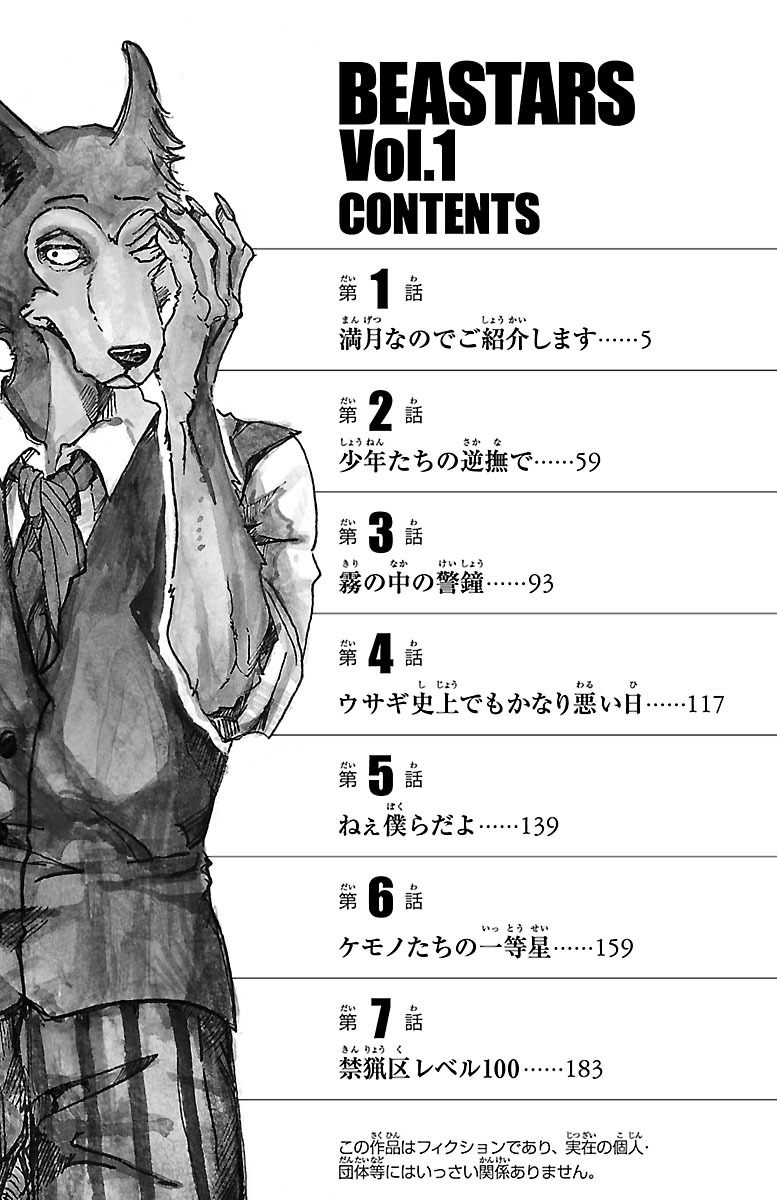 BEASTARS
Vol.1
CONTENTS
第1話
満月なのでご紹介します……5
第2話
少年たちの逆撫で……59
第3話
霧の中の警鐘……93
第4話
ウサギ史上でもかなり悪い日……117
第5話
ねぇ僕らだよ……139
第6話
ケモノたちの一等星……159
第7話
禁猟区レベル100……183
この作品はフィクションであり、実在の個人・
団体等にはいっさい関係ありません。